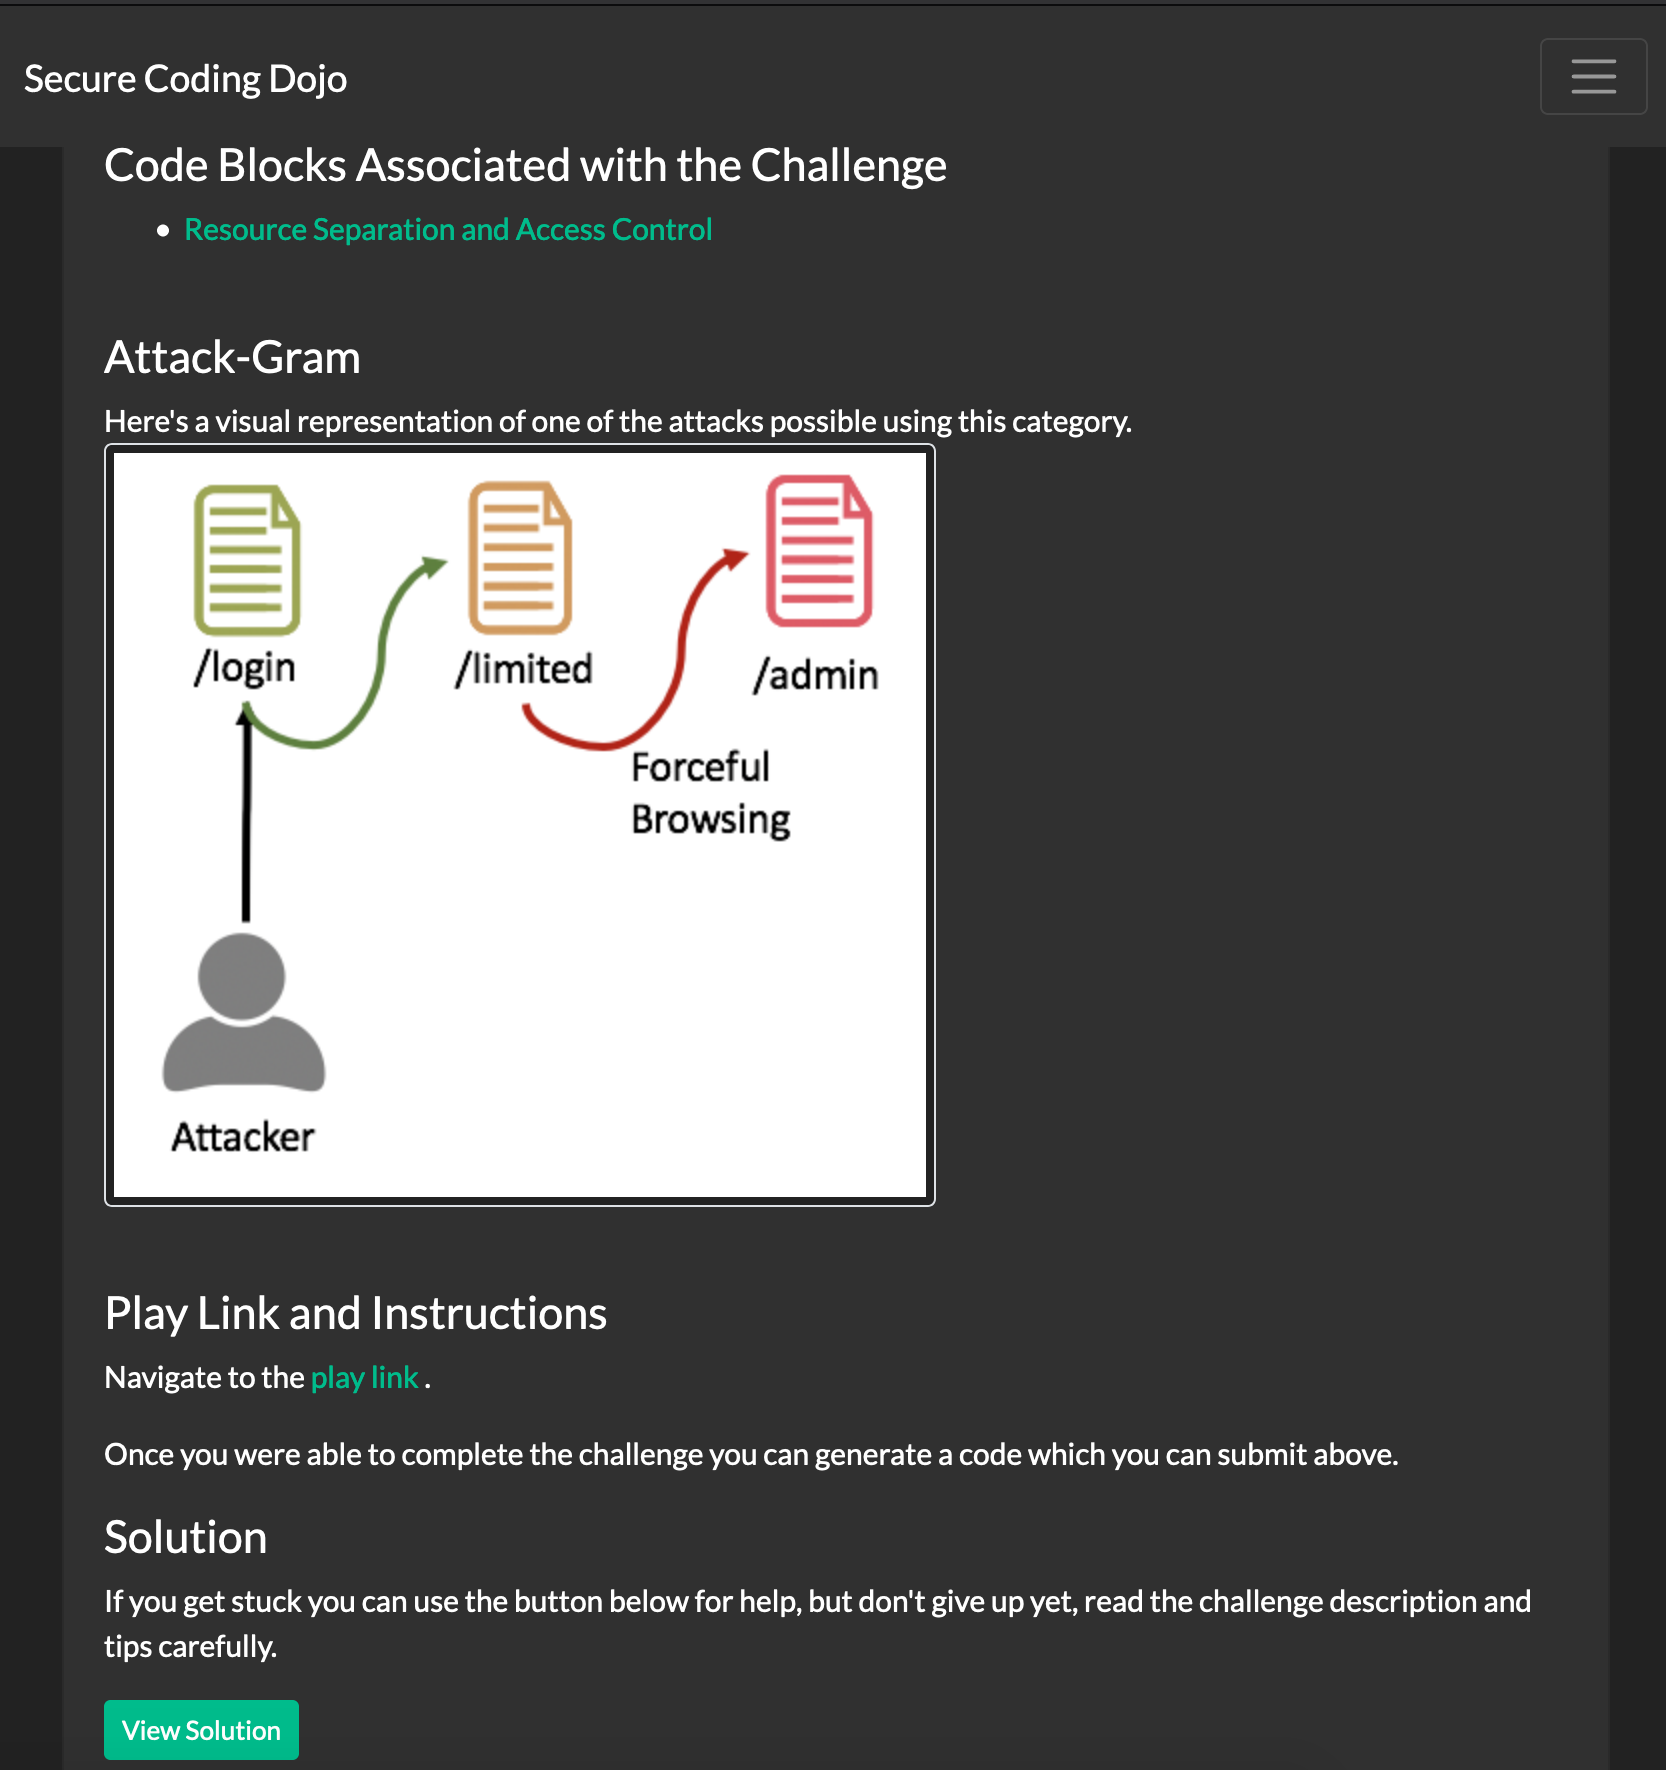 Secure Coding Dojo
Code Blocks Associated with the Challenge
Resource Separation and Access Control
Attack-Gram
Here's a visual representation of one of the attacks possible using this category.
/login
/limited
/admin
Forceful
Browsing
Attacker
Play Link and Instructions
Navigate to the play link .
Once you were able to complete the challenge you can generate a code which you can submit above.
Solution
If you get stuck you can use the button below for help, but don't give up yet, read the challenge description and
tips carefully.
View Solution